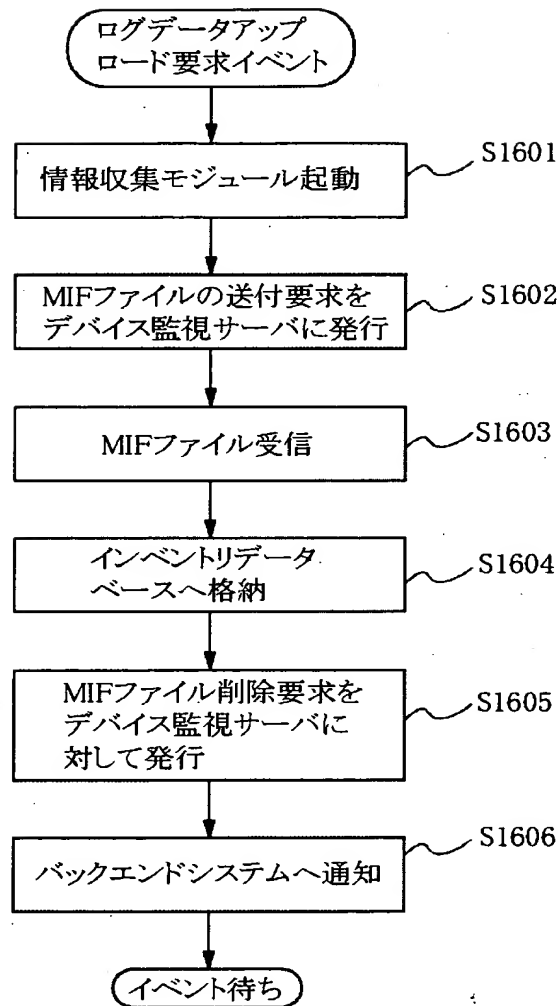 ログデータアップ
ロード要求イベント
情報収集モジュール起動
S1601
MIFファイルの送付要求を
デバイス監視サーバに発行
S1602
MIFファイル受信
S1603
インベントリデータ
ベースへ格納
S1604
MIFファイル削除要求を
デバイス監視サーバに
対して発行
S1605
バックエンドシステムへ通知
S1606
イベント待ち